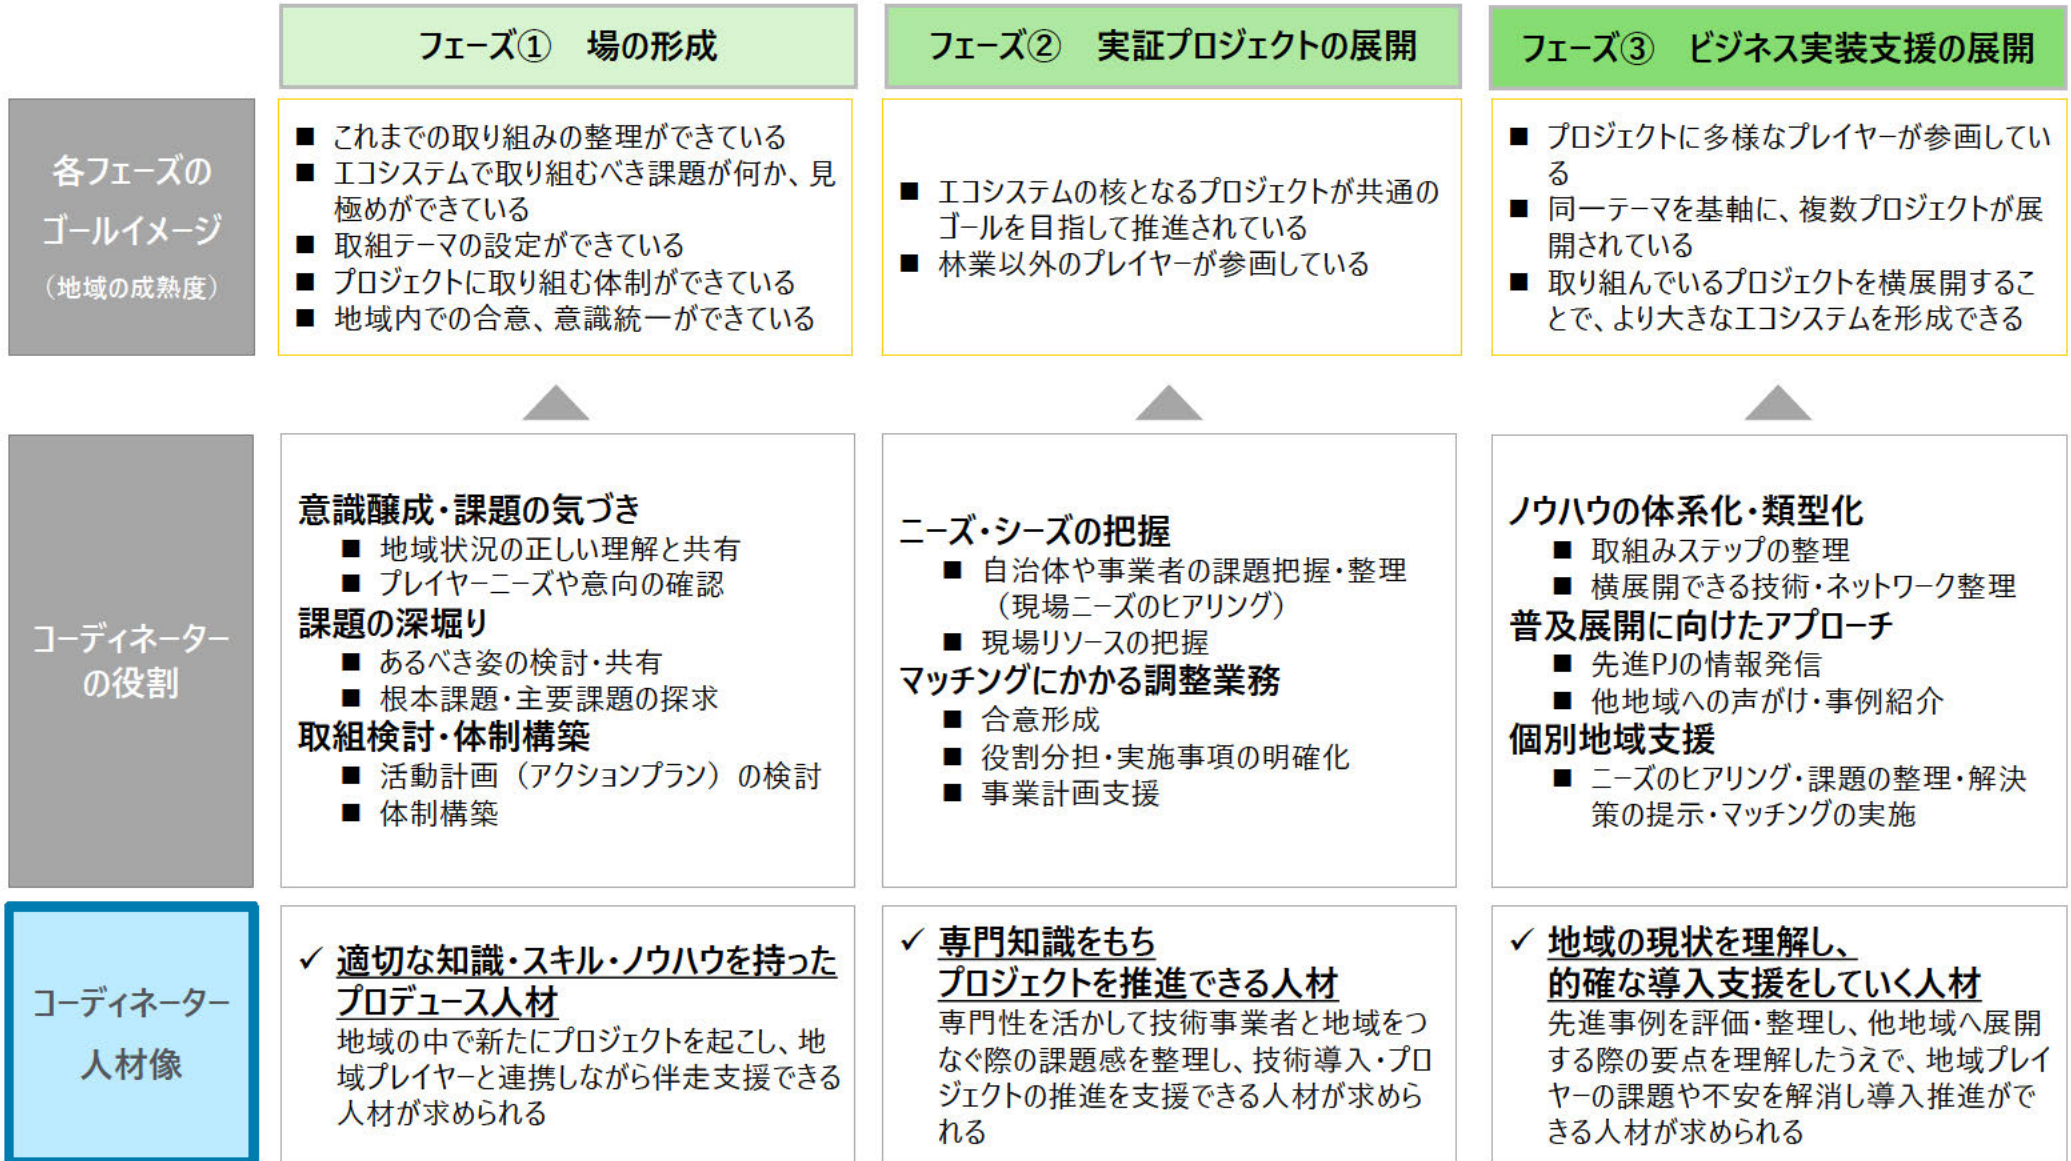 フェーズ①　場の形成
フェーズ②　実証プロジェクトの展開
フェーズ③　ビジネス実装支援の展開
各フェーズの
ゴールイメージ
（地域の成熟度）
■ これまでの取り組みの整理ができている
■ エコシステムで取り組むべき課題が何か、見
極めができている
■ 取組テーマの設定ができている
■ プロジェクトに取り組む体制ができている
■ 地域内での合意、意識統一ができている
■ エコシステムの核となるプロジェクトが共通の
ゴールを目指して推進されている
■ 林業以外のプレイヤーが参画している
■ プロジェクトに多様なプレイヤーが参画してい
る
■ 同一テーマを基軸に、複数プロジェクトが展
開されている
■ 取り組んでいるプロジェクトを横展開するこ
とで、より大きなエコシステムを形成できる
コーディネーター
の役割
意識醸成・課題の気づき
■ 地域状況の正しい理解と共有
■ プレイヤーニーズや意向の確認
課題の深堀り
■ あるべき姿の検討・共有
■ 根本課題・主要課題の探求
取組検討・体制構築
■ 活動計画（アクションプラン）の検討
■ 体制構築
ニーズ・シーズの把握
■ 自治体や事業者の課題把握・整理
（現場ニーズのヒアリング）
■ 現場リソースの把握
マッチングにかかる調整業務
■ 合意形成
■ 役割分担・実施事項の明確化
■ 事業計画支援
ノウハウの体系化・類型化
■ 取組みステップの整理
■ 横展開できる技術・ネットワーク整理
普及展開に向けたアプローチ
■ 先進PJの情報発信
■ 他地域への声がけ・事例紹介
個別地域支援
■ ニーズのヒアリング・課題の整理・解決
策の提示・マッチングの実施
コーディネーター
人材像
✓ 適切な知識・スキル・ノウハウを持った
プロデュース人材
地域の中で新たにプロジェクトを起こし、地
域プレイヤーと連携しながら伴走支援できる
人材が求められる
✓ 専門知識をもち
プロジェクトを推進できる人材
専門性を活かして技術事業者と地域をつ
なぐ際の課題感を整理し、技術導入・プロ
ジェクトの推進を支援できる人材が求めら
れる
✓ 地域の現状を理解し、
的確な導入支援をしていく人材
先進事例を評価・整理し、他地域へ展開
する際の要点を理解したうえで、地域プレイ
ヤーの課題や不安を解消し導入推進がで
きる人材が求められる